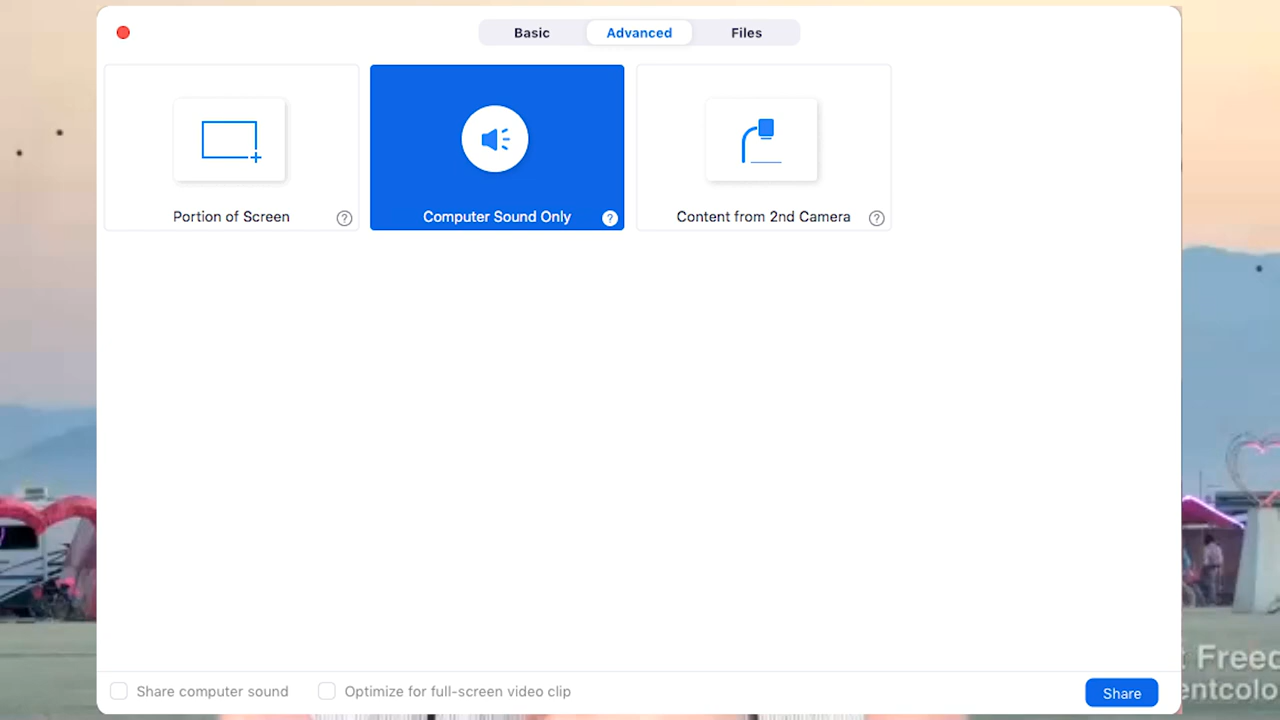 Basic
Advanced
Files
Portion of Screen
?
Computer Sound Only
?
Content from 2nd Camera
?
Share computer sound
Optimize for full-screen video clip
Share